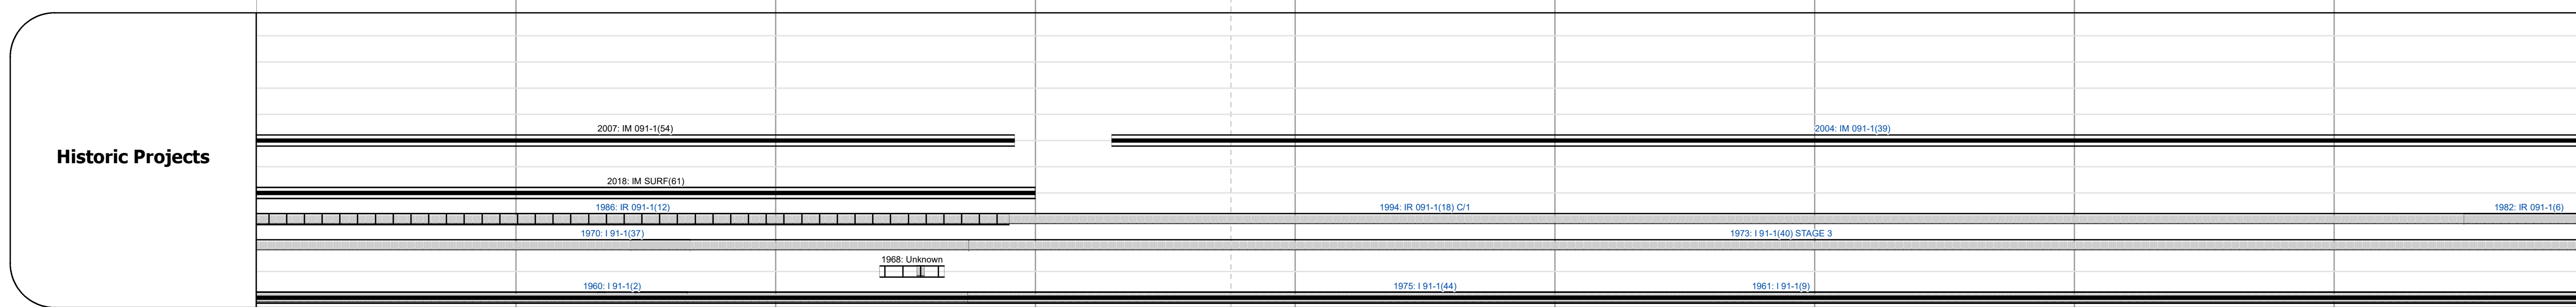 Historic Projects
2007: IM 091-1(54)
2004: IM 091-1(39)
2018: IM SURF(61)
1986: IR 091-1(12)
1994: IR 091-1(18) C/1
1982: IR 091-1(6)
1970: I 91-1(37)
1973: I 91-1(40) STAGE 3
1968: Unknown
1960: I 91-1(2)
1975: I 91-1(44)
1961: I 91-1(9)